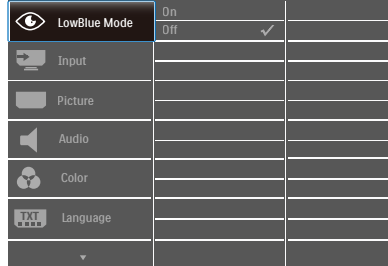 LowBlue Mode
On
Off
Input
Picture
Audio
Color
TXT
Language